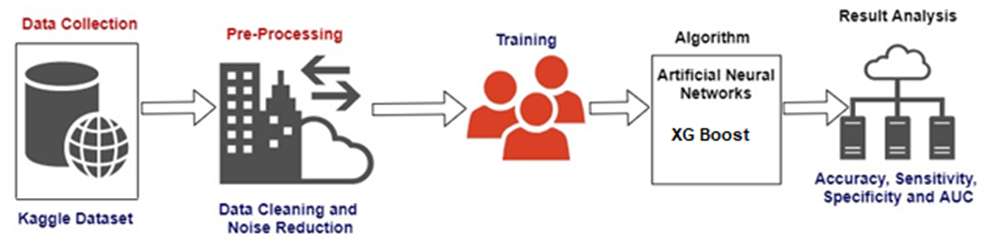 Data Collection
Kaggle Dataset
Pre-Processing
Data Cleaning and
Noise Reduction
Training
Algorithm
Artificial Neural
Networks
XG Boost
Result Analysis
Accuracy, Sensitivity,
Specificity and AUC